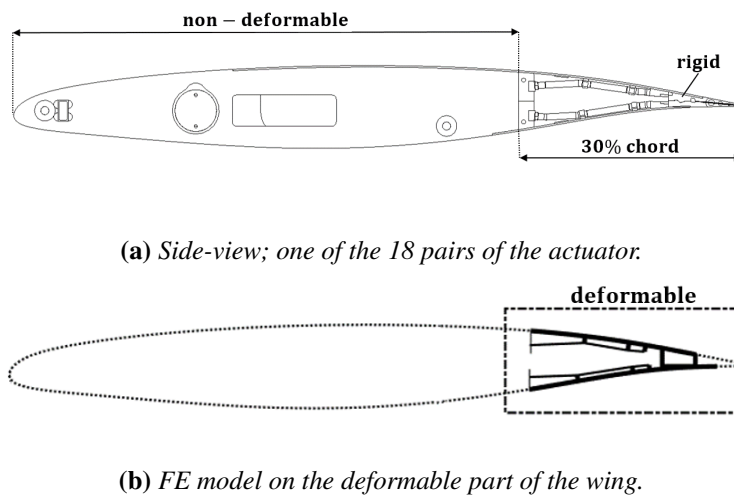 non − deformable
rigid
30% chord
(a) Side-view; one of the 18 pairs of the actuator.
deformable
(b) FE model on the deformable part of the wing.